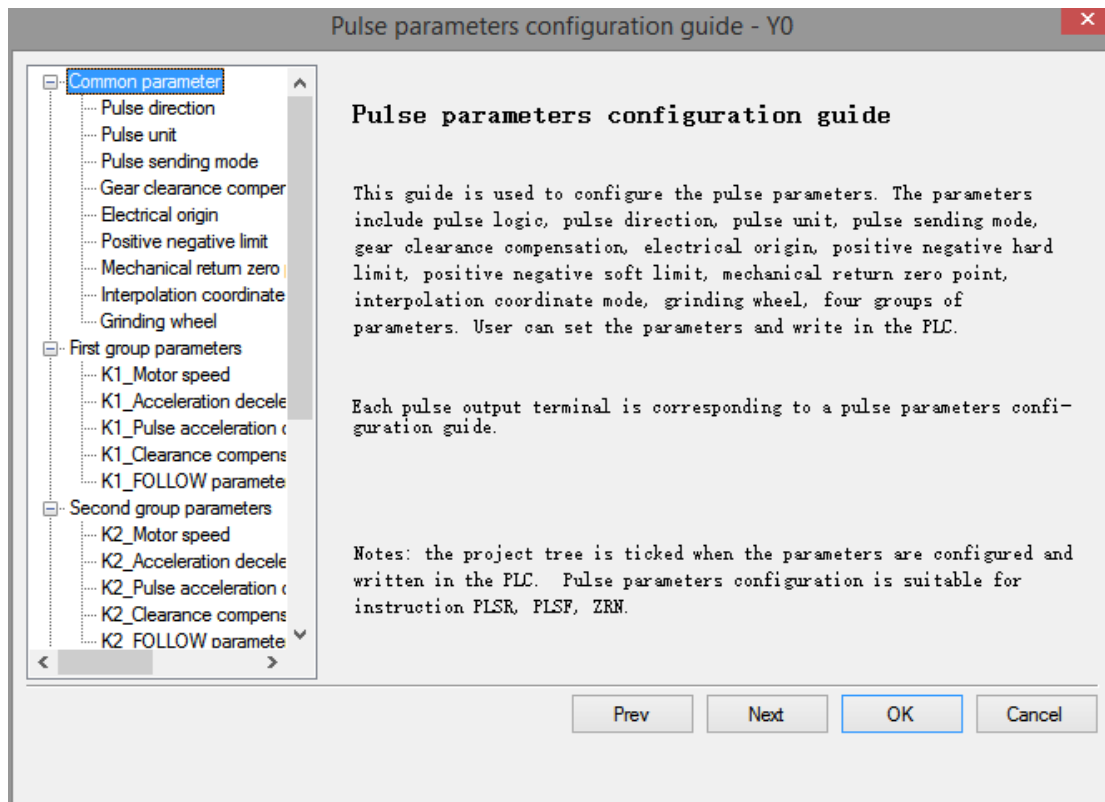 Pulse parameters configuration guide - Y0
Common parameter
Pulse direction
Pulse unit
Pulse sending mode
Gear clearance comper
Electrical origin
Positive negative limit
Mechanical return zero
Interpolation coordinate
Grinding wheel
First group parameters
K1_Motor speed
K1_Acceleration decele
K1_Pulse acceleration
K1_Clearance compens
K1_FOLLOW paramete
Second group parameters
K2_Motor speed
K2_Acceleration decele
K2_Pulse acceleration
K2_Clearance compens
K2_FOLLOW paramete
Pulse parameters configuration guide
This guide is used to configure the pulse parameters. The parameters
include pulse logic, pulse direction, pulse unit, pulse sending mode,
gear clearance compensation, electrical origin, positive negative hard
limit, positive negative soft limit, mechanical return zero point,
interpolation coordinate mode, grinding wheel, four groups of
parameters. User can set the parameters and write in the PLC.
Each pulse output terminal is corresponding to a pulse parameters confi-
guration guide.
Notes: the project tree is ticked when the parameters are configured and
written in the PLC. Pulse parameters configuration is suitable for
instruction PLSR, PLSF, ZRN.
Prev
Next
OK
Cancel